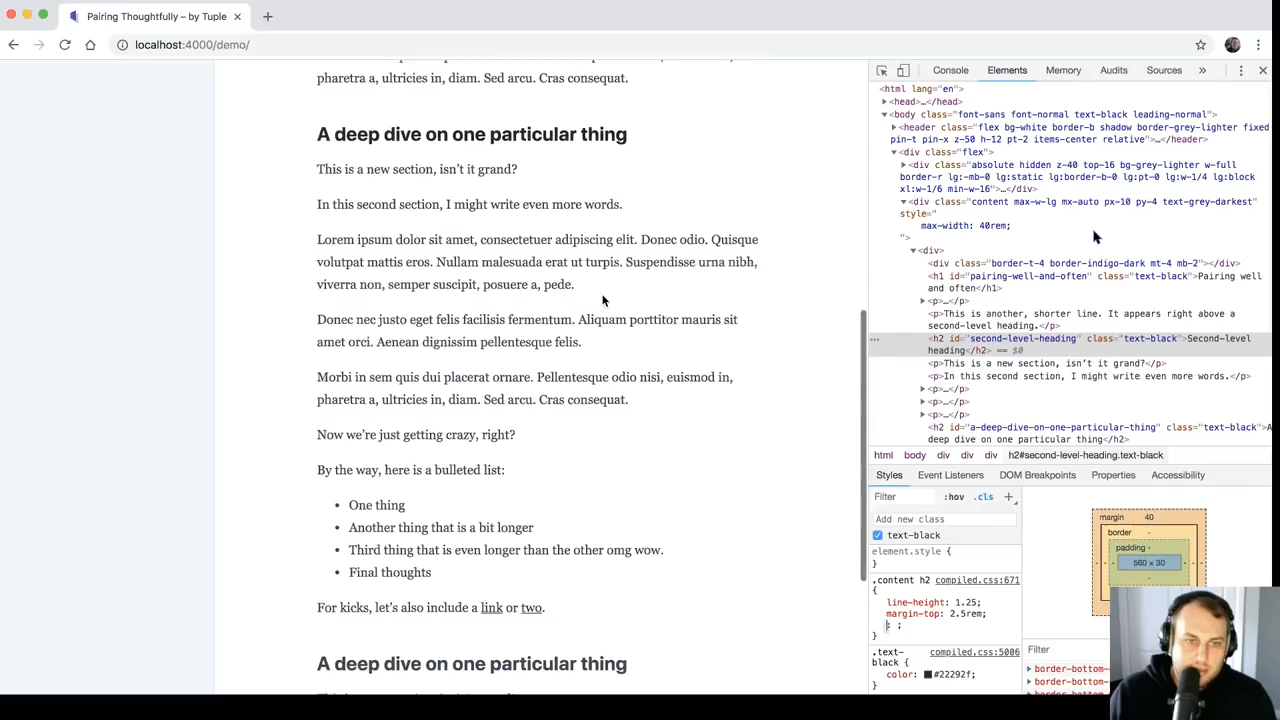 Pairing Thoughtfully – by Tuple
localhost:4000/demo/
pharetra a, ultricies in, diam. Sed arcu. Cras consequat.
A deep dive on one particular thing
This is a new section, isn’t it grand?
In this second section, I might write even more words.
Lorem ipsum dolor sit amet, consectetuer adipiscing elit. Donec odio. Quisque
volutpat mattis eros. Nullam malesuada erat ut turpis. Suspendisse urna nibh,
viverra non, semper suscipit, posuere a, pede.
Donec nec justo eget felis facilisis fermentum. Aliquam porttitor mauris sit
amet orci. Aenean dignissim pellentesque felis.
Morbi in sem quis dui placerat ornare. Pellentesque odio nisi, euismod in,
pharetra a, ultricies in, diam. Sed arcu. Cras consequat.
Now we’re just getting crazy, right?
By the way, here is a bulleted list:
• One thing
• Another thing that is a bit longer
• Third thing that is even longer than the other omg wow.
• Final thoughts
For kicks, let’s also include a link or two.
A deep dive on one particular thing
Console Elements Memory Audits Sources »
<html lang="en">
<head>…</head>
<body class="font-sans font-normal text-black leading-normal">
<header class="flex bg-white border-b shadow border-grey-lighter fixed
pin-t pin-x z-50 h-12 pt-2 items-center relative">…</header>
<div class="flex">
<div class="absolute hidden z-40 top-16 bg-grey-lighter w-full
border-r lg:-mb-0 lg:static lg:border-b-0 lg:pt-0 lg:w-1/4 lg:block
xl:w-1/6 min-w-16">…</div>
<div class="content max-w-lg mx-auto px-10 py-4 text-grey-darkest"
style="
max-width: 40rem;
">
<div>
<div class="border-t-4 border-indigo-dark mt-4 mb-2"></div>
<h1 id="pairing-well-and-often" class="text-black">Pairing well
and often</h1>
<p>…</p>
<p>This is another, shorter line. It appears right above a
second-level heading.</p>
<h2 id="second-level-heading" class="text-black">Second-level
heading</h2> == $0
<p>This is a new section, isn’t it grand?</p>
<p>In this second section, I might write even more words.</p>
<p>…</p>
<p>…</p>
<p>…</p>
<h2 id="a-deep-dive-on-one-particular-thing" class="text-black">A
deep dive on one particular thing</h2>
html body div div div h2#second-level-heading.text-black
Styles Event Listeners DOM Breakpoints Properties Accessibility
Filter :hov .cls +
Add new class
text-black
element.style {
}
.content h2 compiled.css:671
{
line-height: 1.25;
margin-top: 2.5rem;
: ;
}
.text- compiled.css:5006
black {
color: #22292f;
}
margin 40
border -
padding -
560 × 30
Filter
border-bottom-
border-bottom-